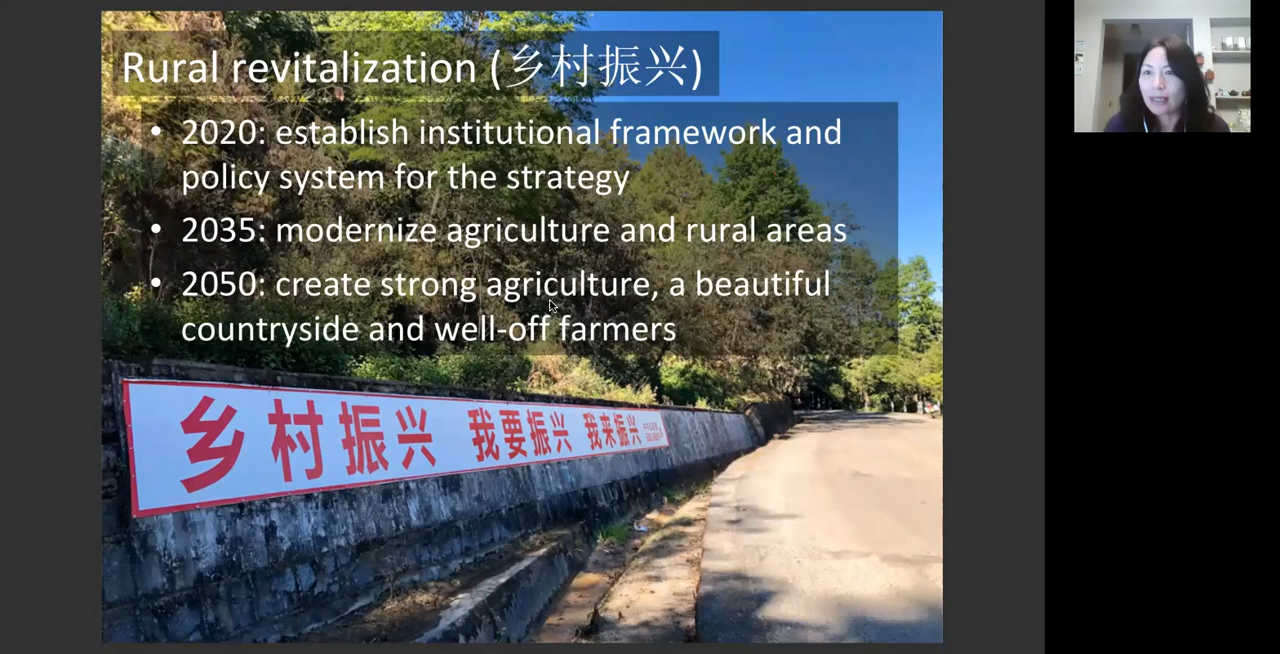 Rural revitalization (乡村振兴)
• 2020: establish institutional framework and
policy system for the strategy
• 2035: modernize agriculture and rural areas
• 2050: create strong agriculture, a beautiful
countryside and well-off farmers
乡村振兴 我要振兴 我来振兴